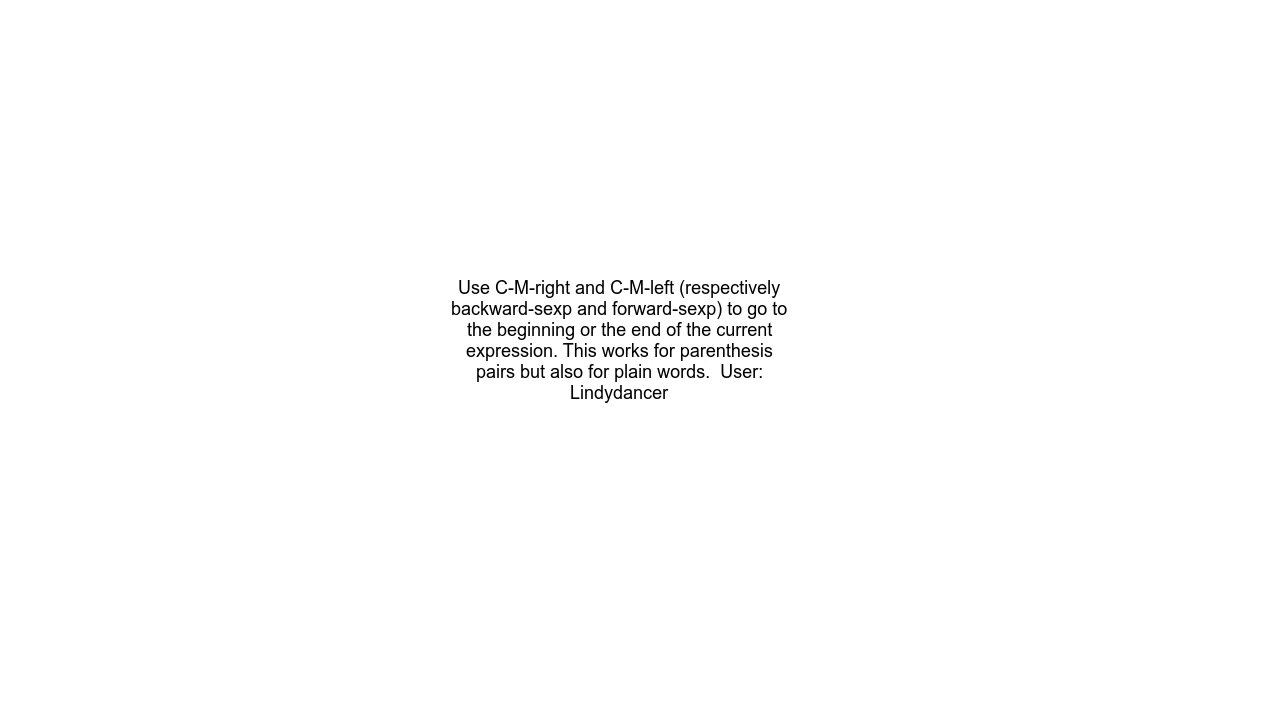 Use C-M-right and C-M-left (respectively
backward-sexp and forward-sexp) to go to
the beginning or the end of the current
expression. This works for parenthesis
pairs but also for plain words.  User:
Lindydancer